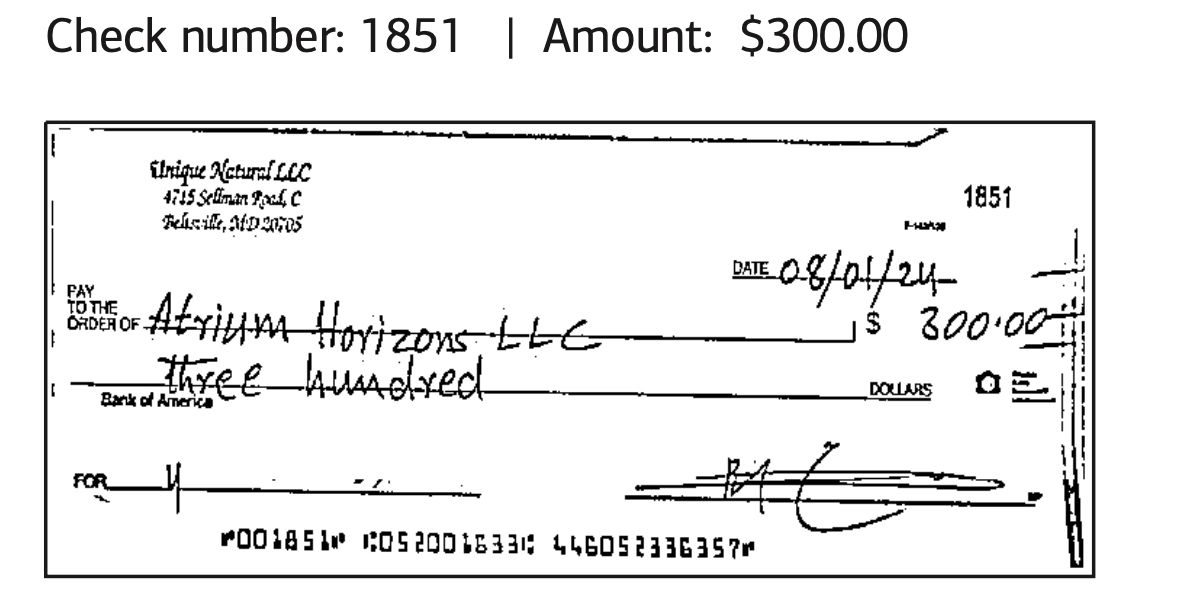 Check number: 1851 | Amount: $300.00
Unique Natural LLC
4715 Sellman Road, C
Beltsville, MD 20705
1851
DATE 08/01/24
PAY
TO THE
ORDER OF Atrium Horizons LLC $ 300.00
three hundred DOLLARS
Bank of America
FOR
⑈001851⑈ ⑆052001633⑆ 446052336357⑈